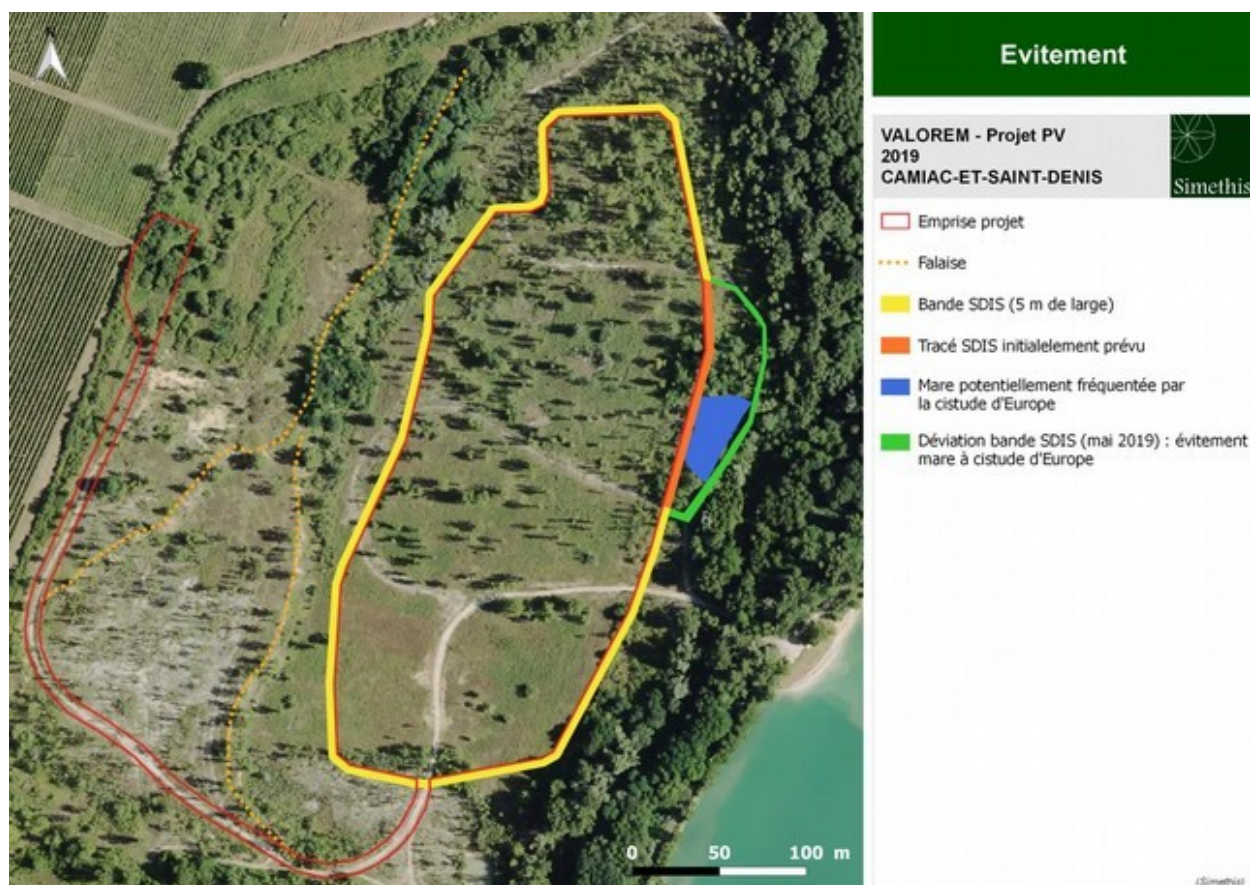 Evitement
VALOREM - Projet PV
2019
CAMIAC-ET-SAINT-DENIS
Simethis
Emprise projet
Falaise
Bande SDIS (5 m de large)
Tracé SDIS initialelement prévu
Mare potentiellement fréquentée par
la cistude d'Europe
Déviation bande SDIS (mai 2019) : évitement
mare à cistude d'Europe
0 50 100 m
(Simethis)